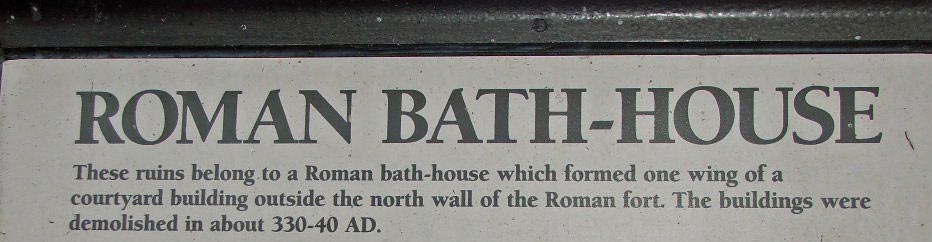 ROMAN BATH-HOUSE
These ruins belong to a Roman bath-house which formed one wing of a
courtyard building outside the north wall of the Roman fort. The buildings were
demolished in about 330-40 AD.